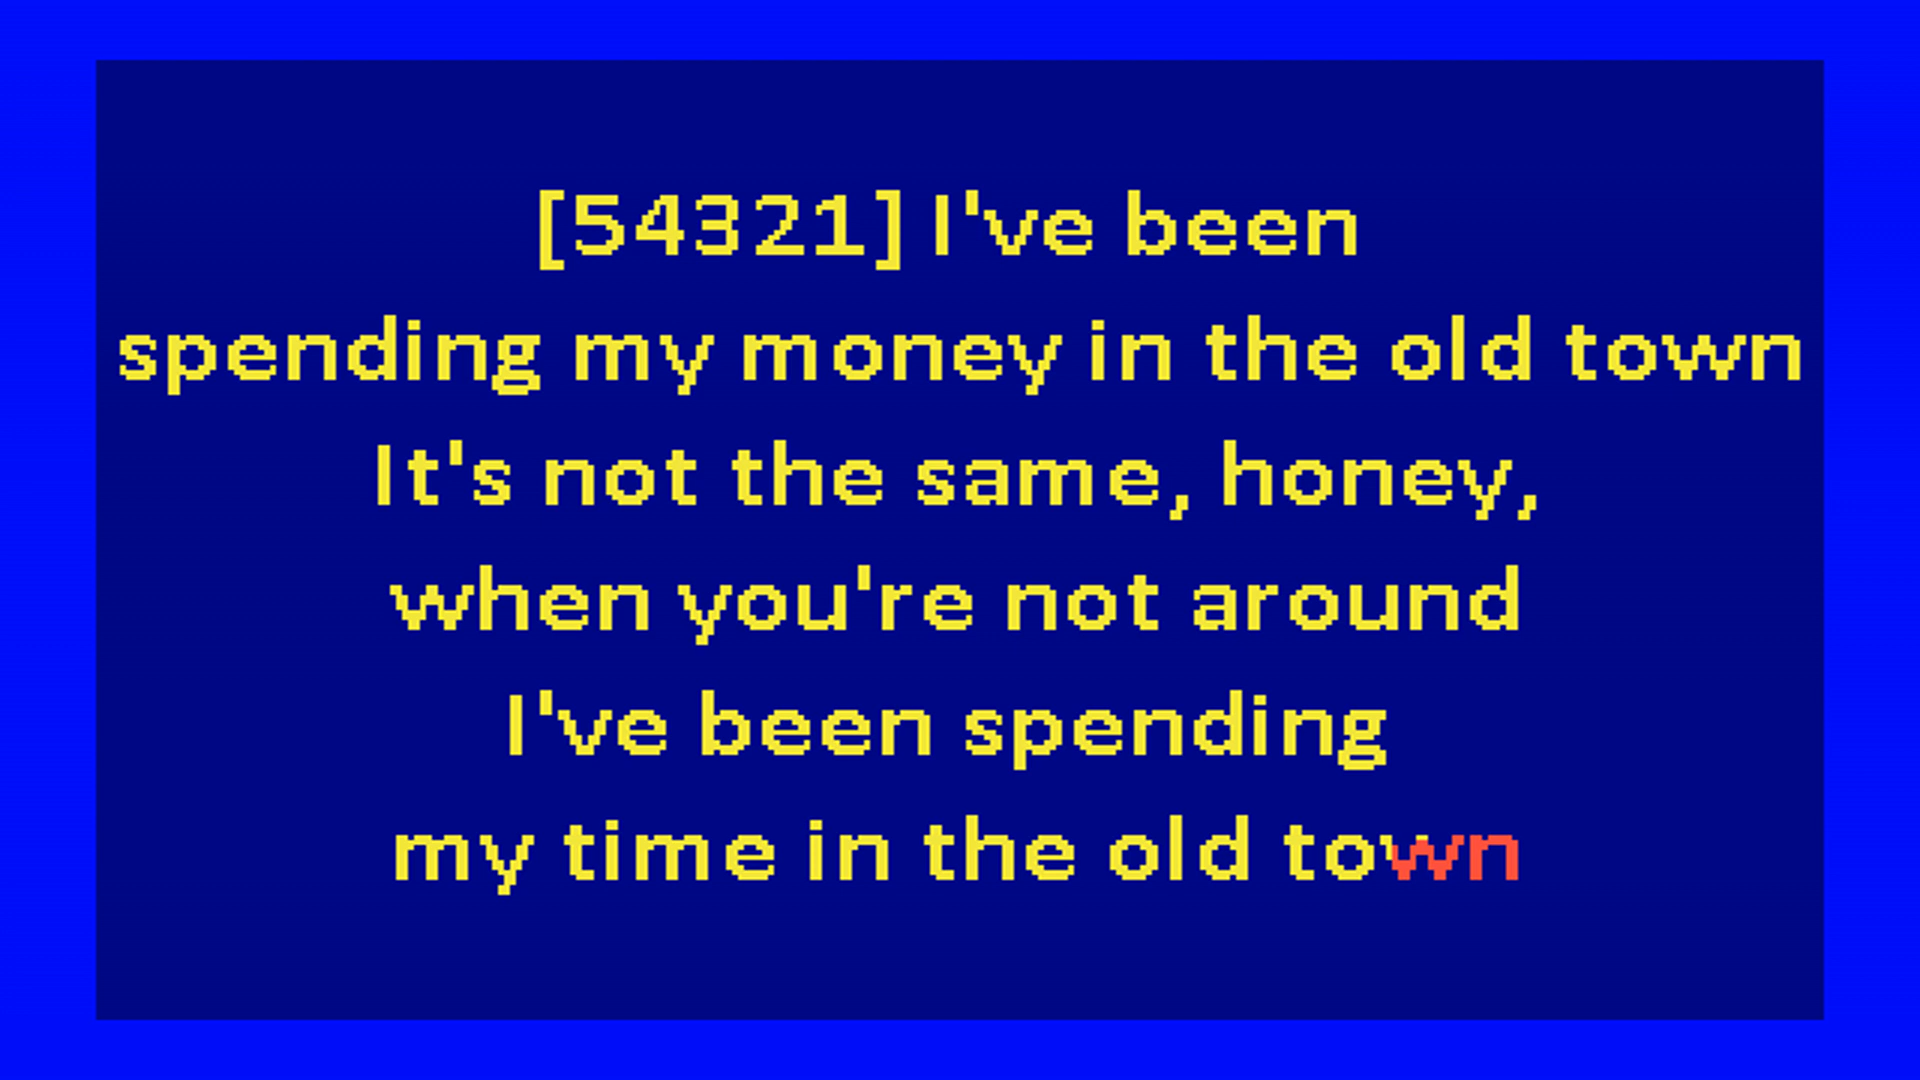 [54321] I've been
spending my money in the old town
It's not the same, honey,
when you're not around
I've been spending
my time in the old town